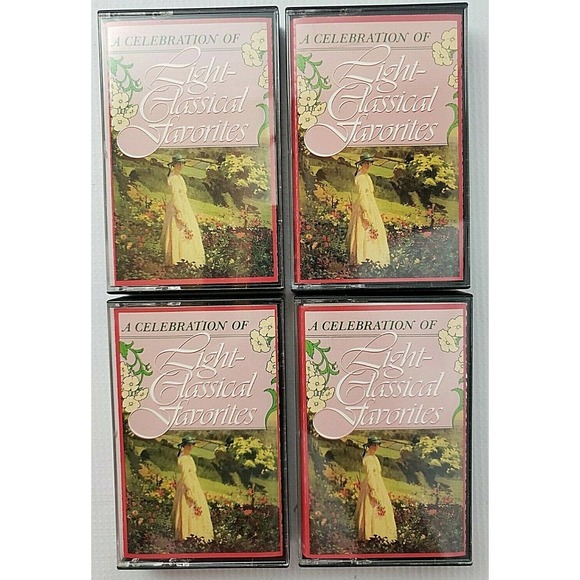 A CELEBRATION OF
Light-
Classical
Favorites
A CELEBRATION OF
Light-
Classical
Favorites
A CELEBRATION OF
Light-
Classical
Favorites
A CELEBRATION OF
Light-
Classical
Favorites